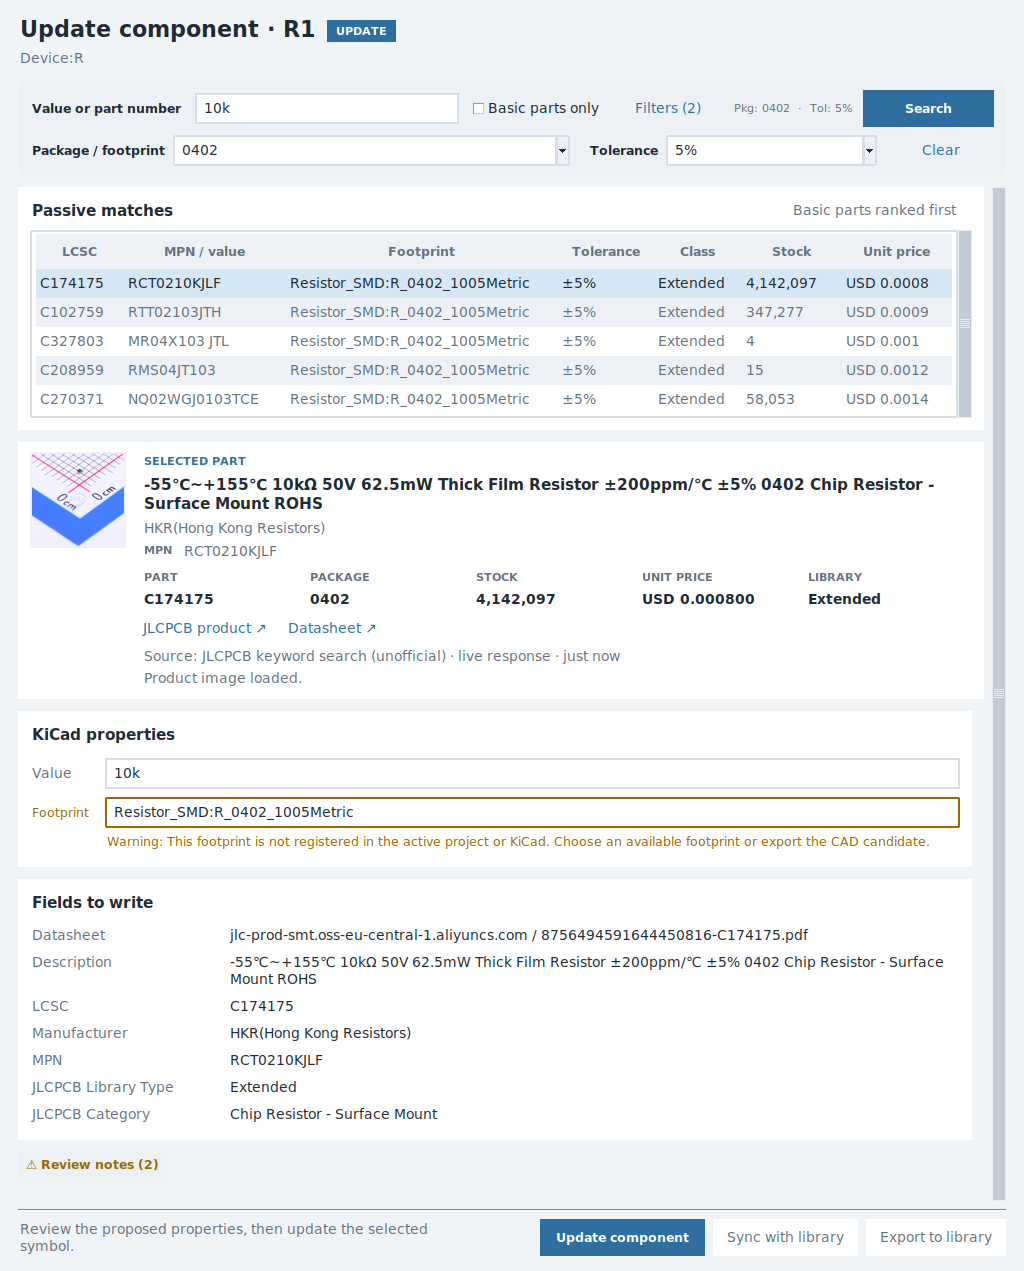 Update component · R1 UPDATE
Device:R
Value or part number 10k Basic parts only Filters (2) Pkg: 0402 · Tol: 5% Search
Package / footprint 0402 Tolerance 5% Clear
Passive matches Basic parts ranked first
LCSC MPN / value Footprint Tolerance Class Stock Unit price
C174175 RCT0210KJLF Resistor_SMD:R_0402_1005Metric ±5% Extended 4,142,097 USD 0.0008
C102759 RTT02103JTH Resistor_SMD:R_0402_1005Metric ±5% Extended 347,277 USD 0.0009
C327803 MR04X103 JTL Resistor_SMD:R_0402_1005Metric ±5% Extended 4 USD 0.001
C208959 RMS04JT103 Resistor_SMD:R_0402_1005Metric ±5% Extended 15 USD 0.0012
C270371 NQ02WGJ0103TCE Resistor_SMD:R_0402_1005Metric ±5% Extended 58,053 USD 0.0014
0cm 0cm
SELECTED PART
-55℃~+155℃ 10kΩ 50V 62.5mW Thick Film Resistor ±200ppm/℃ ±5% 0402 Chip Resistor -
Surface Mount ROHS
HKR(Hong Kong Resistors)
MPN RCT0210KJLF
PART PACKAGE STOCK UNIT PRICE LIBRARY
C174175 0402 4,142,097 USD 0.000800 Extended
JLCPCB product ↗ Datasheet ↗
Source: JLCPCB keyword search (unofficial) · live response · just now
Product image loaded.
KiCad properties
Value 10k
Footprint Resistor_SMD:R_0402_1005Metric
Warning: This footprint is not registered in the active project or KiCad. Choose an available footprint or export the CAD candidate.
Fields to write
Datasheet jlc-prod-smt.oss-eu-central-1.aliyuncs.com / 8756494591644450816-C174175.pdf
Description -55℃~+155℃ 10kΩ 50V 62.5mW Thick Film Resistor ±200ppm/℃ ±5% 0402 Chip Resistor - Surface
Mount ROHS
LCSC C174175
Manufacturer HKR(Hong Kong Resistors)
MPN RCT0210KJLF
JLCPCB Library Type Extended
JLCPCB Category Chip Resistor - Surface Mount
⚠ Review notes (2)
Review the proposed properties, then update the selected
symbol.
Update component Sync with library Export to library